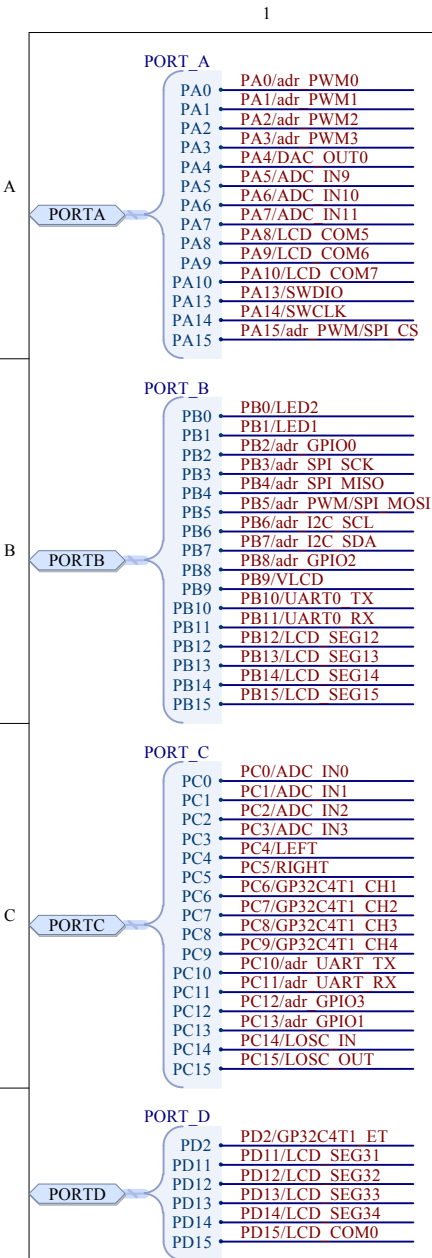 1
PORT_A
PA0 PA0/adr_PWM0
PA1 PA1/adr_PWM1
PA2 PA2/adr_PWM2
PA3 PA3/adr_PWM3
PA4 PA4/DAC_OUT0
PA5 PA5/ADC_IN9
PA6 PA6/ADC_IN10
PA7 PA7/ADC_IN11
PA8 PA8/LCD_COM5
PA9 PA9/LCD_COM6
PA10 PA10/LCD_COM7
PA13 PA13/SWDIO
PA14 PA14/SWCLK
PA15 PA15/adr_PWM/SPI_CS
A
PORTA
PORT_B
PB0 PB0/LED2
PB1 PB1/LED1
PB2 PB2/adr_GPIO0
PB3 PB3/adr_SPI_SCK
PB4 PB4/adr_SPI_MISO
PB5 PB5/adr_PWM/SPI_MOSI
PB6 PB6/adr_I2C_SCL
PB7 PB7/adr_I2C_SDA
PB8 PB8/adr_GPIO2
PB9 PB9/VLCD
PB10 PB10/UART0_TX
PB11 PB11/UART0_RX
PB12 PB12/LCD_SEG12
PB13 PB13/LCD_SEG13
PB14 PB14/LCD_SEG14
PB15 PB15/LCD_SEG15
B
PORTB
PORT_C
PC0 PC0/ADC_IN0
PC1 PC1/ADC_IN1
PC2 PC2/ADC_IN2
PC3 PC3/ADC_IN3
PC4 PC4/LEFT
PC5 PC5/RIGHT
PC6 PC6/GP32C4T1_CH1
PC7 PC7/GP32C4T1_CH2
PC8 PC8/GP32C4T1_CH3
PC9 PC9/GP32C4T1_CH4
PC10 PC10/adr_UART_TX
PC11 PC11/adr_UART_RX
PC12 PC12/adr_GPIO3
PC13 PC13/adr_GPIO1
PC14 PC14/LOSC_IN
PC15 PC15/LOSC_OUT
C
PORTC
PORT_D
PD2 PD2/GP32C4T1_ET
PD11 PD11/LCD_SEG31
PD12 PD12/LCD_SEG32
PD13 PD13/LCD_SEG33
PD14 PD14/LCD_SEG34
PD15 PD15/LCD_COM0
PORTD